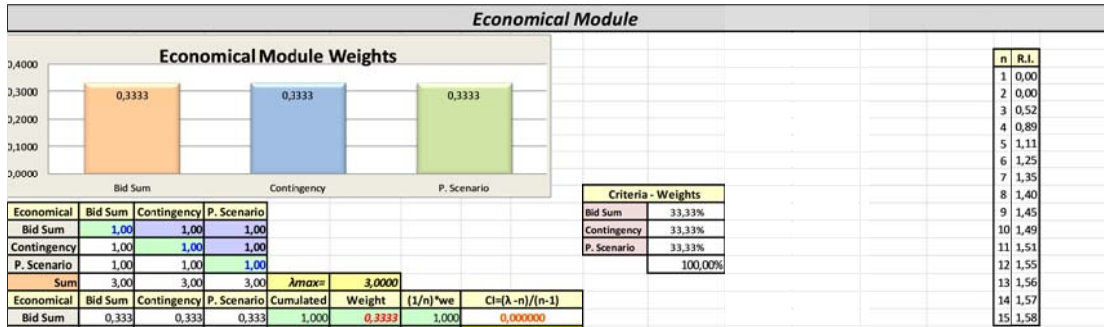 Economical Module
Economical Module Weights
0,4000
0,3000
0,2000
0,1000
0,0000
0,3333 0,3333 0,3333
Bid Sum Contingency P. Scenario
Economical Bid Sum Contingency P. Scenario
Bid Sum 1,00 1,00 1,00
Contingency 1,00 1,00 1,00
P. Scenario 1,00 1,00 1,00
Sum 3,00 3,00 3,00 λmax= 3,0000
Economical Bid Sum Contingency P. Scenario Cumulated Weight (1/n)*we CI=(λ -n)/(n-1)
Bid Sum 0,333 0,333 0,333 1,000 0,3333 1,000 0,000000
Criteria - Weights
Bid Sum 33,33%
Contingency 33,33%
P. Scenario 33,33%
100,00%
n R.I.
1 0,00
2 0,00
3 0,52
4 0,89
5 1,11
6 1,25
7 1,35
8 1,40
9 1,45
10 1,49
11 1,51
12 1,55
13 1,56
14 1,57
15 1,58